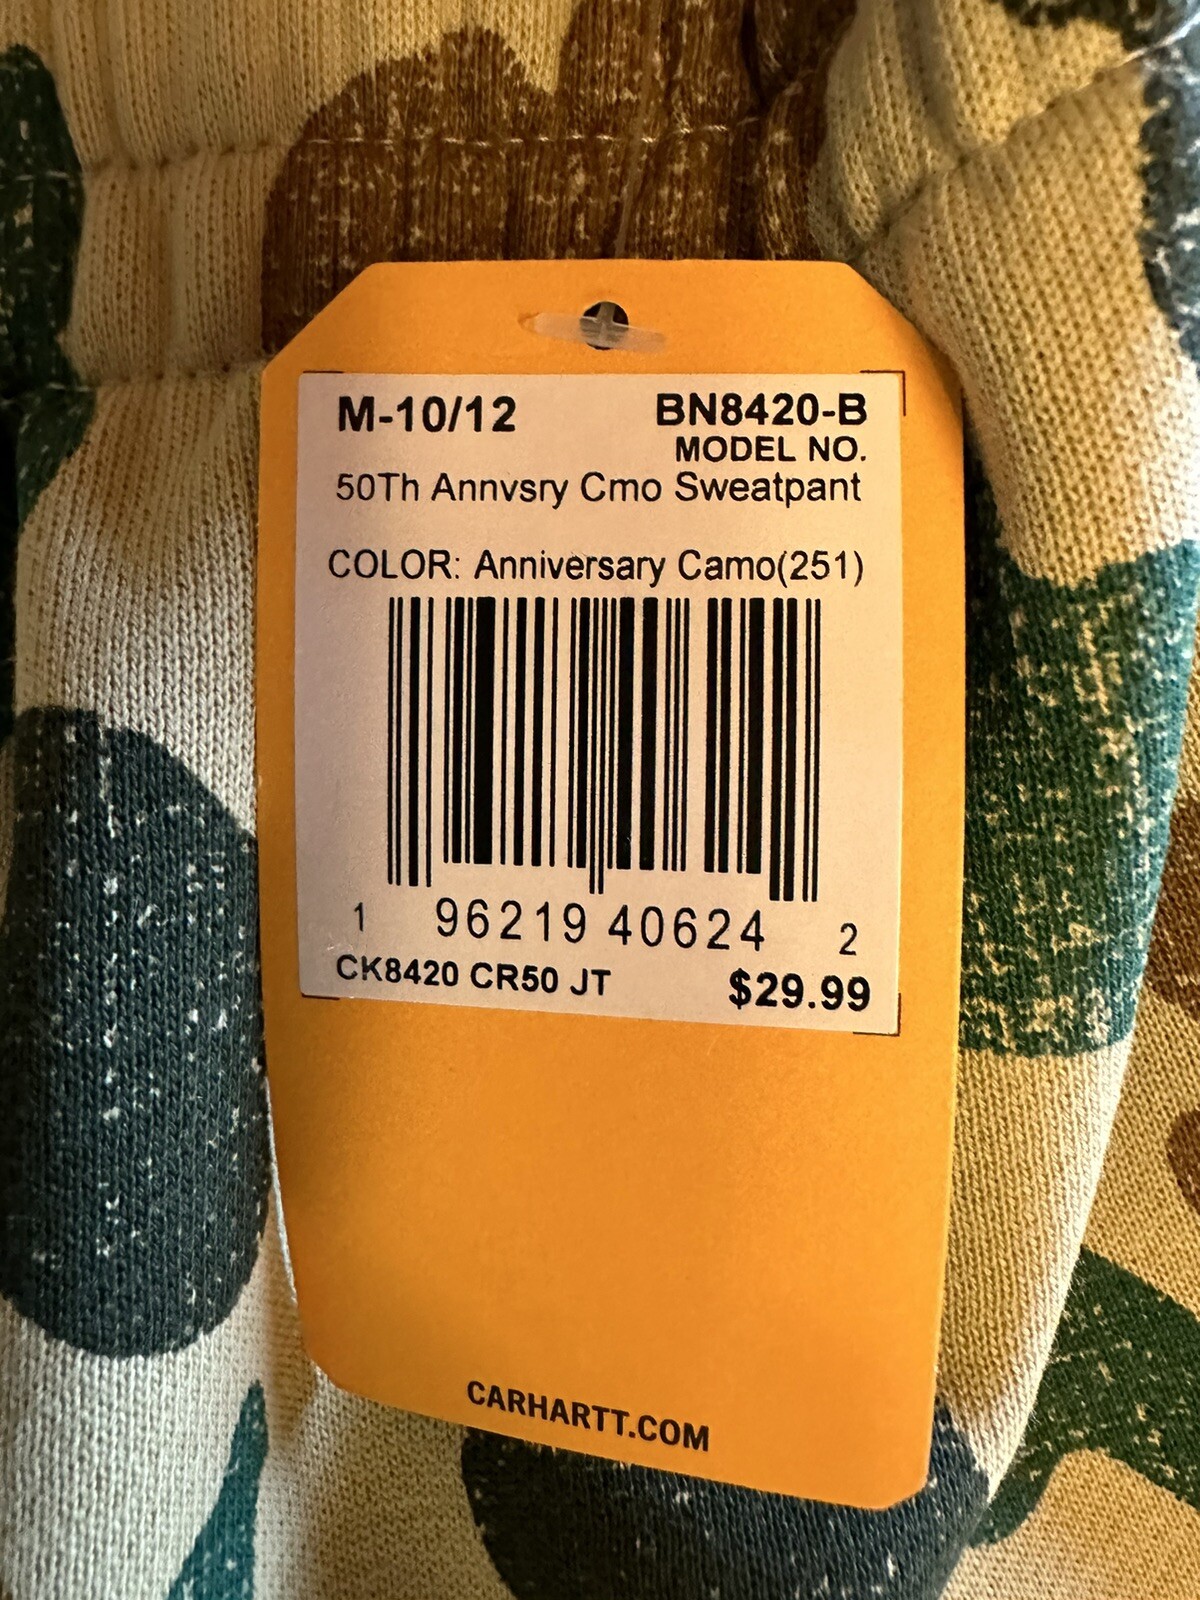 M-10/12 BN8420-B
MODEL NO.
50Th Annvsry Cmo Sweatpant
COLOR: Anniversary Camo(251)
1 96219 40624 2
CK8420 CR50 JT $29.99
CARHARTT.COM